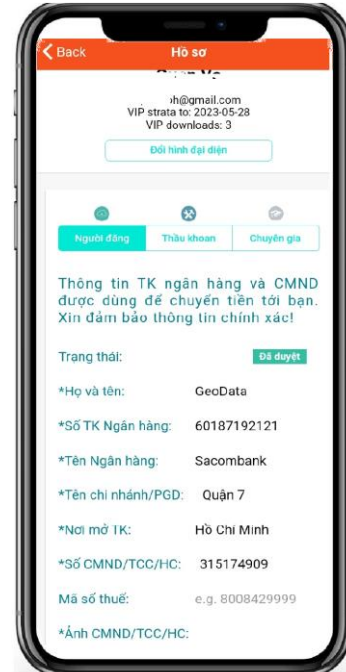 Back
Hồ sơ
h@gmail.com
VIP strata to: 2023-05-28
VIP downloads: 3
Đổi hình đại diện
Người đăng
Thầu khoan
Chuyên gia
Thông tin TK ngân hàng và CMND
được dùng để chuyển tiền tới bạn.
Xin đảm bảo thông tin chính xác!
Trạng thái: Đã duyệt
*Họ và tên: GeoData
*Số TK Ngân hàng: 60187192121
*Tên Ngân hàng: Sacombank
*Tên chi nhánh/PGD: Quận 7
*Nơi mở TK: Hồ Chi Minh
*Số CMND/TCC/HC: 315174909
Mã số thuế: e.g. 8008429999
*Ảnh CMND/TCC/HC: